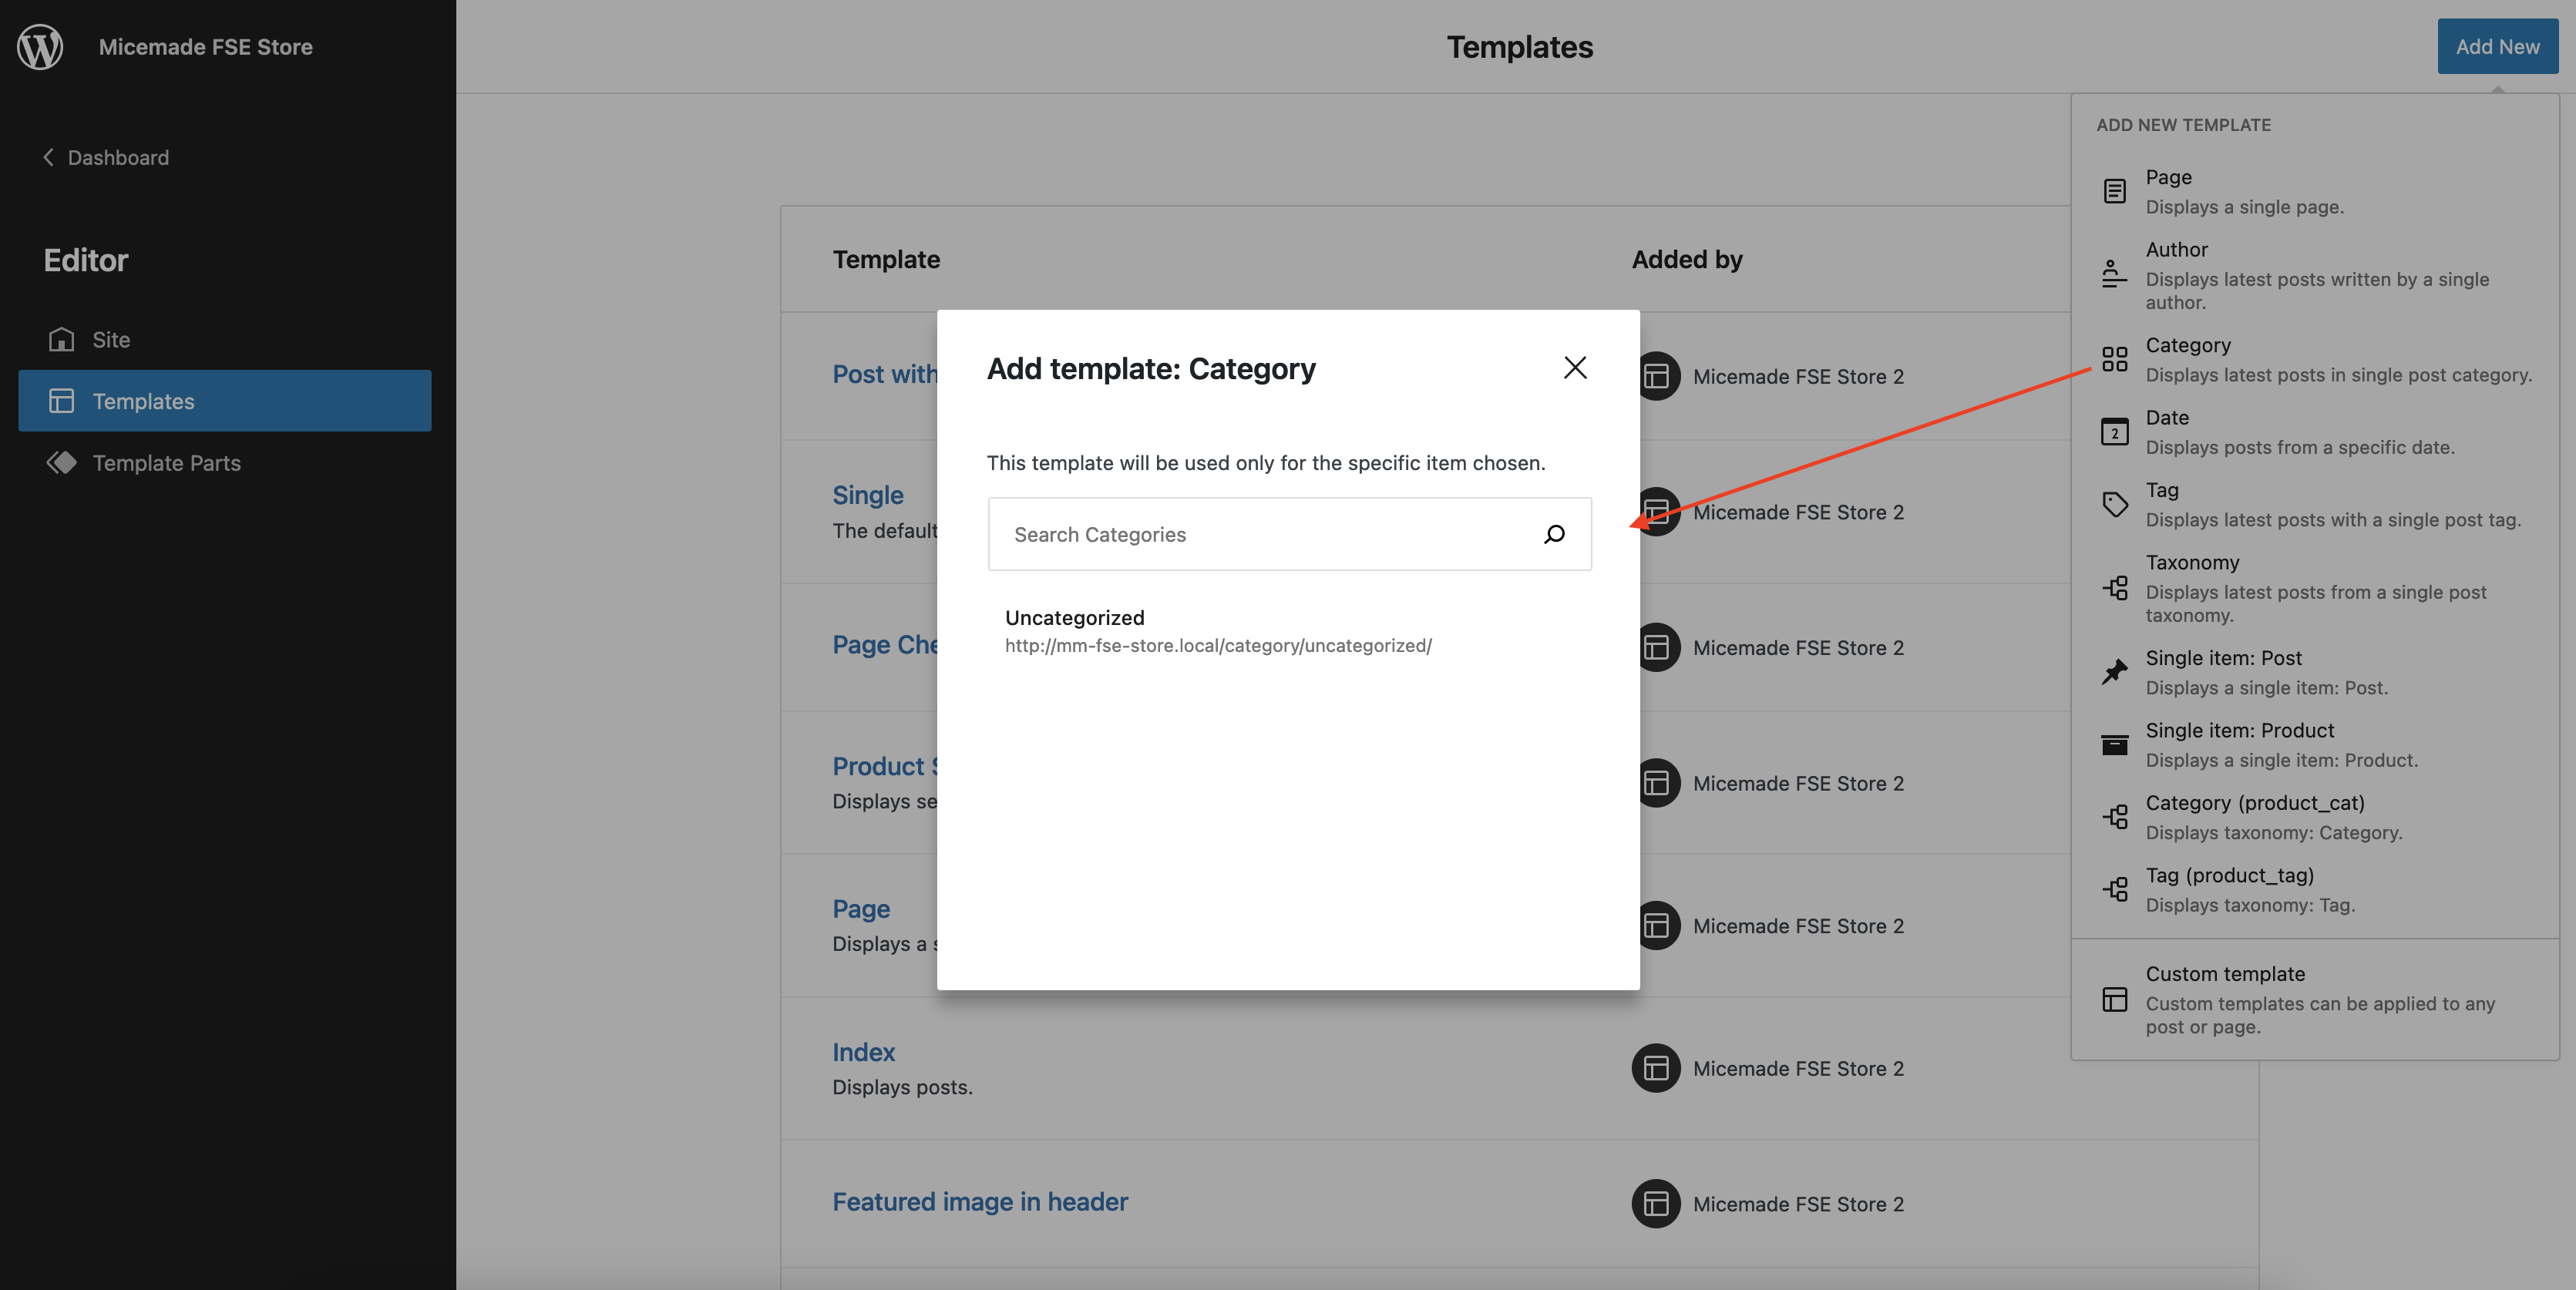 Micemade FSE Store
Dashboard
Editor
Site
Templates
Template Parts
Templates
Add New
Template
Added by
Post with
Micemade FSE Store 2
Single
The default
Micemade FSE Store 2
Page Che
Micemade FSE Store 2
Product S
Displays se
Micemade FSE Store 2
Page
Displays a s
Micemade FSE Store 2
Index
Displays posts.
Micemade FSE Store 2
Featured image in header
Micemade FSE Store 2
Add template: Category
This template will be used only for the specific item chosen.
Search Categories
Uncategorized
http://mm-fse-store.local/category/uncategorized/
ADD NEW TEMPLATE
Page
Displays a single page.
Author
Displays latest posts written by a single
author.
Category
Displays latest posts in single post category.
2
Date
Displays posts from a specific date.
Tag
Displays latest posts with a single post tag.
Taxonomy
Displays latest posts from a single post
taxonomy.
Single item: Post
Displays a single item: Post.
Single item: Product
Displays a single item: Product.
Category (product_cat)
Displays taxonomy: Category.
Tag (product_tag)
Displays taxonomy: Tag.
Custom template
Custom templates can be applied to any
post or page.